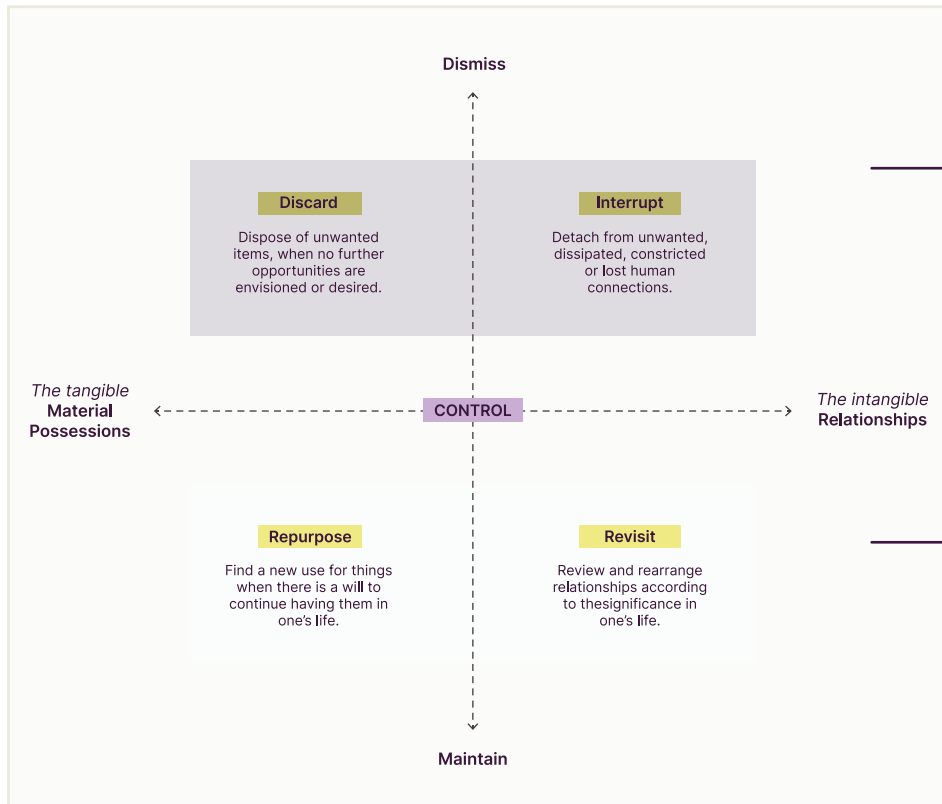 Dismiss
Discard
Dispose of unwanted
items, when no further
opportunities are
envisioned or desired.
Interrupt
Detach from unwanted,
dissipated, constricted
or lost human
connections.
The tangible
Material
Possessions
CONTROL
The intangible
Relationships
Repurpose
Find a new use for things
when there is a will to
continue having them in
one’s life.
Revisit
Review and rearrange
relationships according
to thesignificance in
one’s life.
Maintain